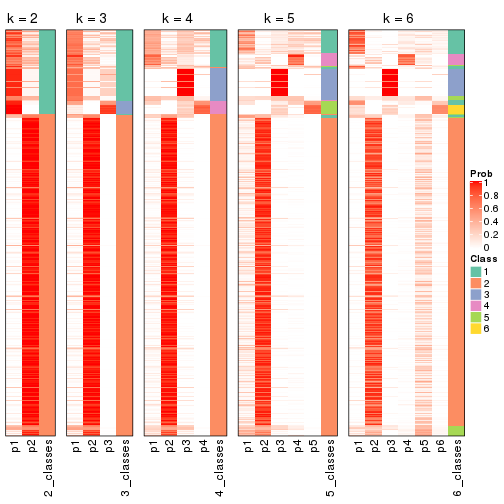 k = 2
k = 3
k = 4
k = 5
k = 6
Prob
1
0.8
0.6
0.4
0.2
0
Class
1
2
3
4
5
6
p1
p2
2_classes
p1
p2
p3
3_classes
p1
p2
p3
p4
4_classes
p1
p2
p3
p4
p5
5_classes
p1
p2
p3
p4
p5
p6
6_classes